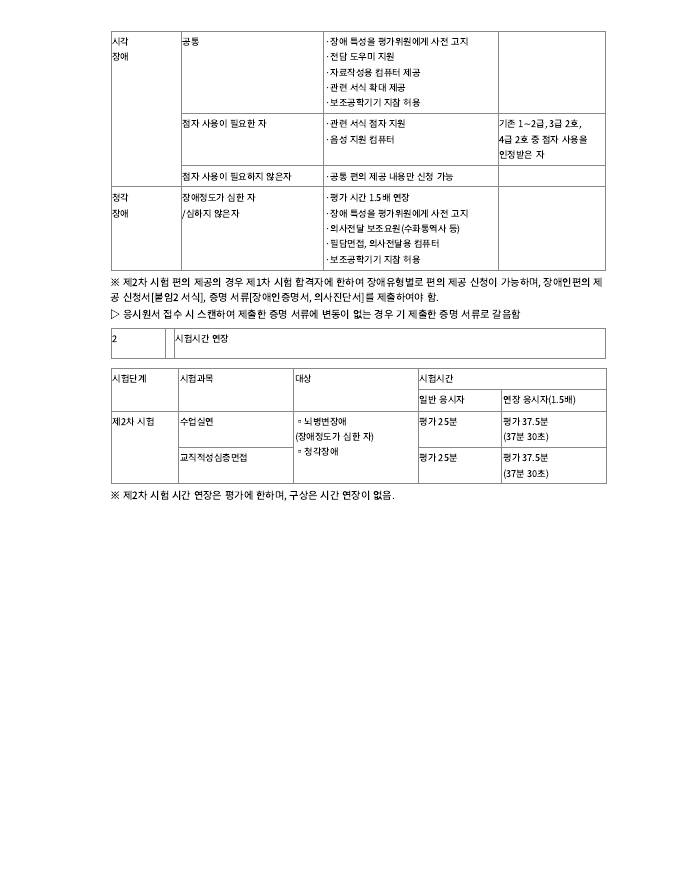 시각
장애
공통
·장애 특성을 평가위원에게 사전 고지
·전담 도우미 지원
·자료작성용 컴퓨터 제공
·관련 서식 확대 제공
·보조공학기기 지참 허용
점자 사용이 필요한 자
·관련 서식 점자 지원
·음성 지원 컴퓨터
기존 1~2급, 3급 2호,
4급 2호 중 점자 사용을
인정받은 자
점자 사용이 필요하지 않은자
·공통 편의 제공 내용만 신청 가능
청각
장애
장애정도가 심한 자
/심하지 않은자
·평가 시간 1.5배 연장
·장애 특성을 평가위원에게 사전 고지
·의사전달 보조요원(수화통역사 등)
·필답면접, 의사전달용 컴퓨터
·보조공학기기 지참 허용
※ 제2차 시험 편의 제공의 경우 제1차 시험 합격자에 한하여 장애유형별로 편의 제공 신청이 가능하며, 장애인편의 제
공 신청서[붙임2 서식], 증명 서류[장애인증명서, 의사진단서]를 제출하여야 함.
▷ 응시원서 접수 시 스캔하여 제출한 증명 서류에 변동이 없는 경우 기 제출한 증명 서류로 갈음함
2
시험시간 연장
시험단계
시험과목
대상
시험시간
일반 응시자
연장 응시자(1.5배)
제2차 시험
수업실연
▫뇌병변장애
(장애정도가 심한 자)
▫청각장애
평가 25분
평가 37.5분
(37분 30초)
교직적성심층면접
평가 25분
평가 37.5분
(37분 30초)
※ 제2차 시험 시간 연장은 평가에 한하며, 구상은 시간 연장이 없음.